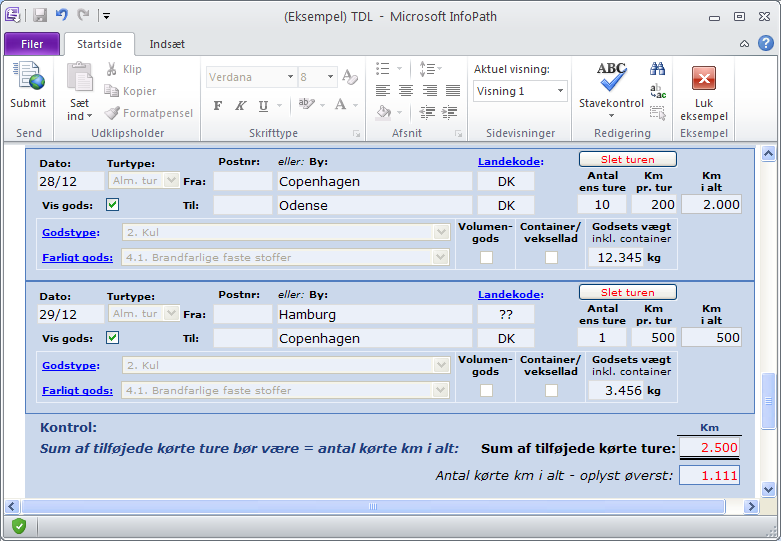 (Eksempel) TDL - Microsoft InfoPath
Filer Startside Indsæt
Submit
Send
Sæt ind
Klip
Kopier
Formatpensel
Udklipsholder
Verdana 8
F K U ab A
Skrifttype
Afsnit
Aktuel visning:
Visning 1
Sidevisninger
ABC
Stavekontrol
ab ac
Redigering
Luk eksempel
Eksempel
Dato: Turtype: Postnr: eller: By: Landekode: Slet turen
Antal ens ture Km pr. tur Km i alt
28/12 Alm. tur Fra: Copenhagen DK
Vis gods: Til: Odense DK 10 200 2.000
Godstype: 2. Kul Volumen-gods Container/veksellad Godsets vægt inkl. container
Farligt gods: 4.1. Brandfarlige faste stoffer 12.345 kg
Dato: Turtype: Postnr: eller: By: Landekode: Slet turen
Antal ens ture Km pr. tur Km i alt
29/12 Alm. tur Fra: Hamburg ??
Vis gods: Til: Copenhagen DK 1 500 500
Godstype: 2. Kul Volumen-gods Container/veksellad Godsets vægt inkl. container
Farligt gods: 4.1. Brandfarlige faste stoffer 3.456 kg
Kontrol: Km
Sum af tilføjede kørte ture bør være = antal kørte km i alt: Sum af tilføjede kørte ture: 2.500
Antal kørte km i alt - oplyst øverst: 1.111